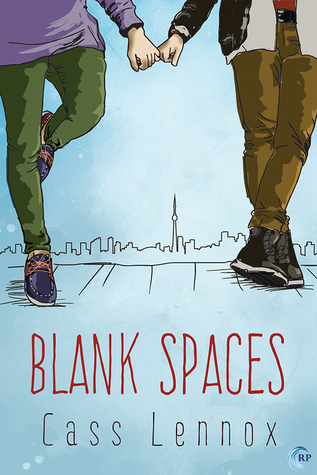 BLANK SPACES
Cass Lennox
RP